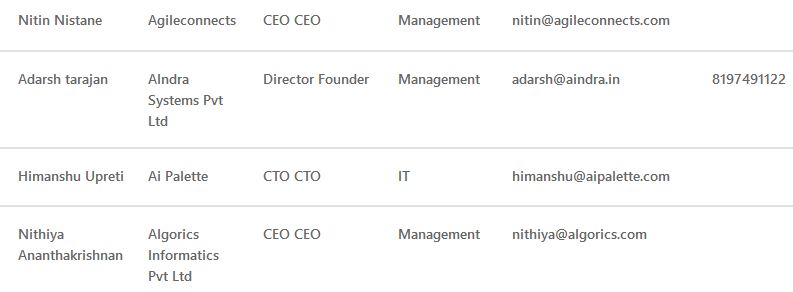 Nitin Nistane Agileconnects CEO CEO Management nitin@agileconnects.com
Adarsh tarajan AIndra Director Founder Management adarsh@aindra.in 8197491122
Systems Pvt
Ltd
Himanshu Upreti Ai Palette CTO CTO IT himanshu@aipalette.com
Nithiya Algorics CEO CEO Management nithiya@algorics.com
Ananthakrishnan Informatics
Pvt Ltd